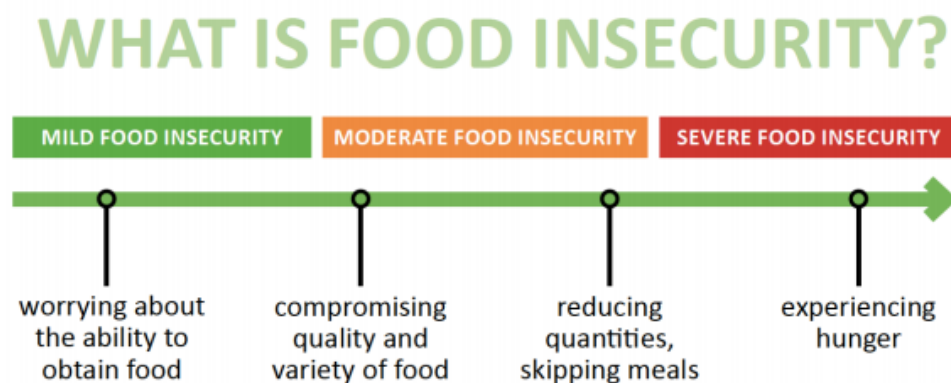 WHAT IS FOOD INSECURITY?
MILD FOOD INSECURITY
MODERATE FOOD INSECURITY
SEVERE FOOD INSECURITY
worrying about
the ability to
obtain food
compromising
quality and
variety of food
reducing
quantities,
skipping meals
experiencing
hunger